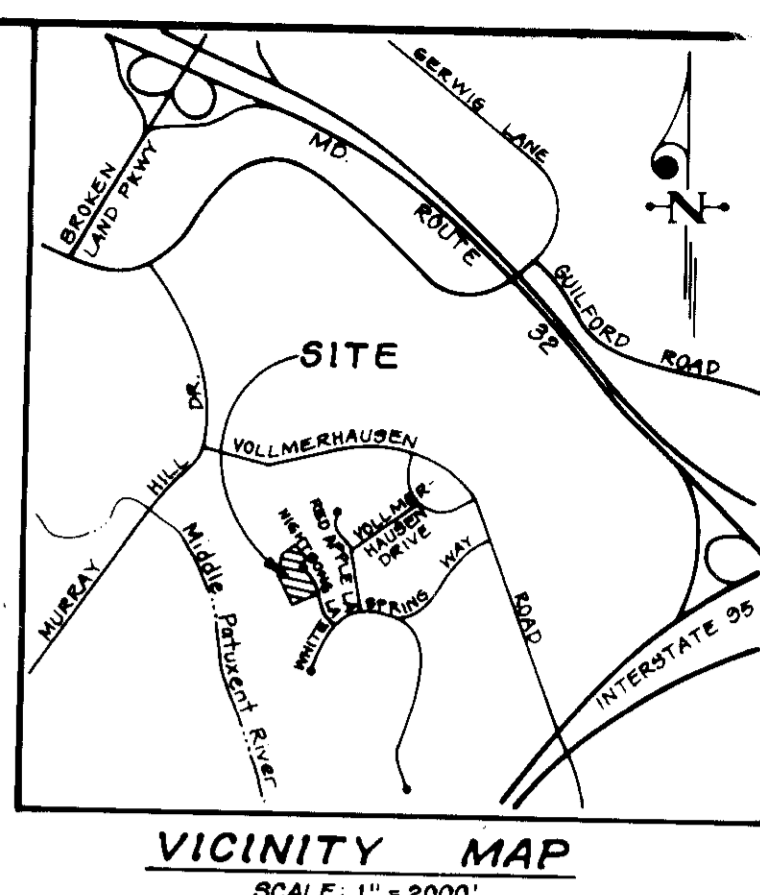 GERWIG LANE
MD.
ROUTE
32
BROKEN
LAND PKWY
N
GUILFORD
ROAD
SITE
DR.
VOLLMERHAUSEN
HILL
MURRAY
RED APPLE LA.
NIGHTSONG LA.
VOLLMER-
HAUSEN
DRIVE
WAY
SPRING
WHITE
ROAD
Middle Patuxent River
INTERSTATE 95
VICINITY MAP
SCALE: 1" = 2000'